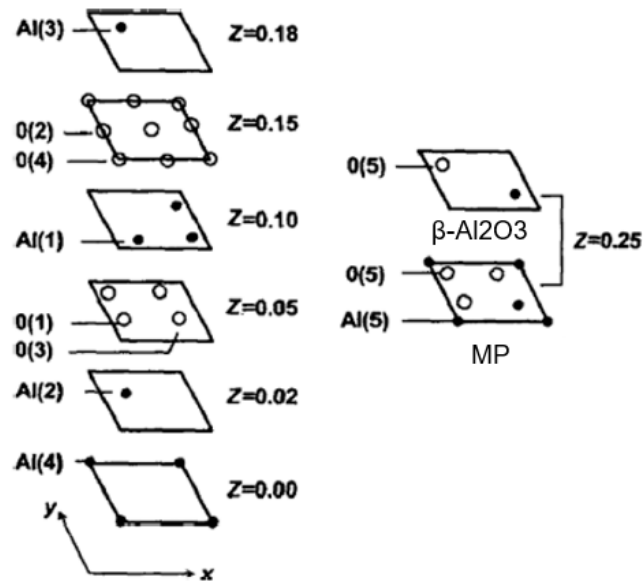 Al(3)
Z=0.18
0(2)
0(4)
Z=0.15
Al(1)
Z=0.10
0(1)
0(3)
Z=0.05
Al(2)
Z=0.02
Al(4)
Z=0.00
y
x
0(5)
β-Al2O3
Z=0.25
0(5)
Al(5)
MP